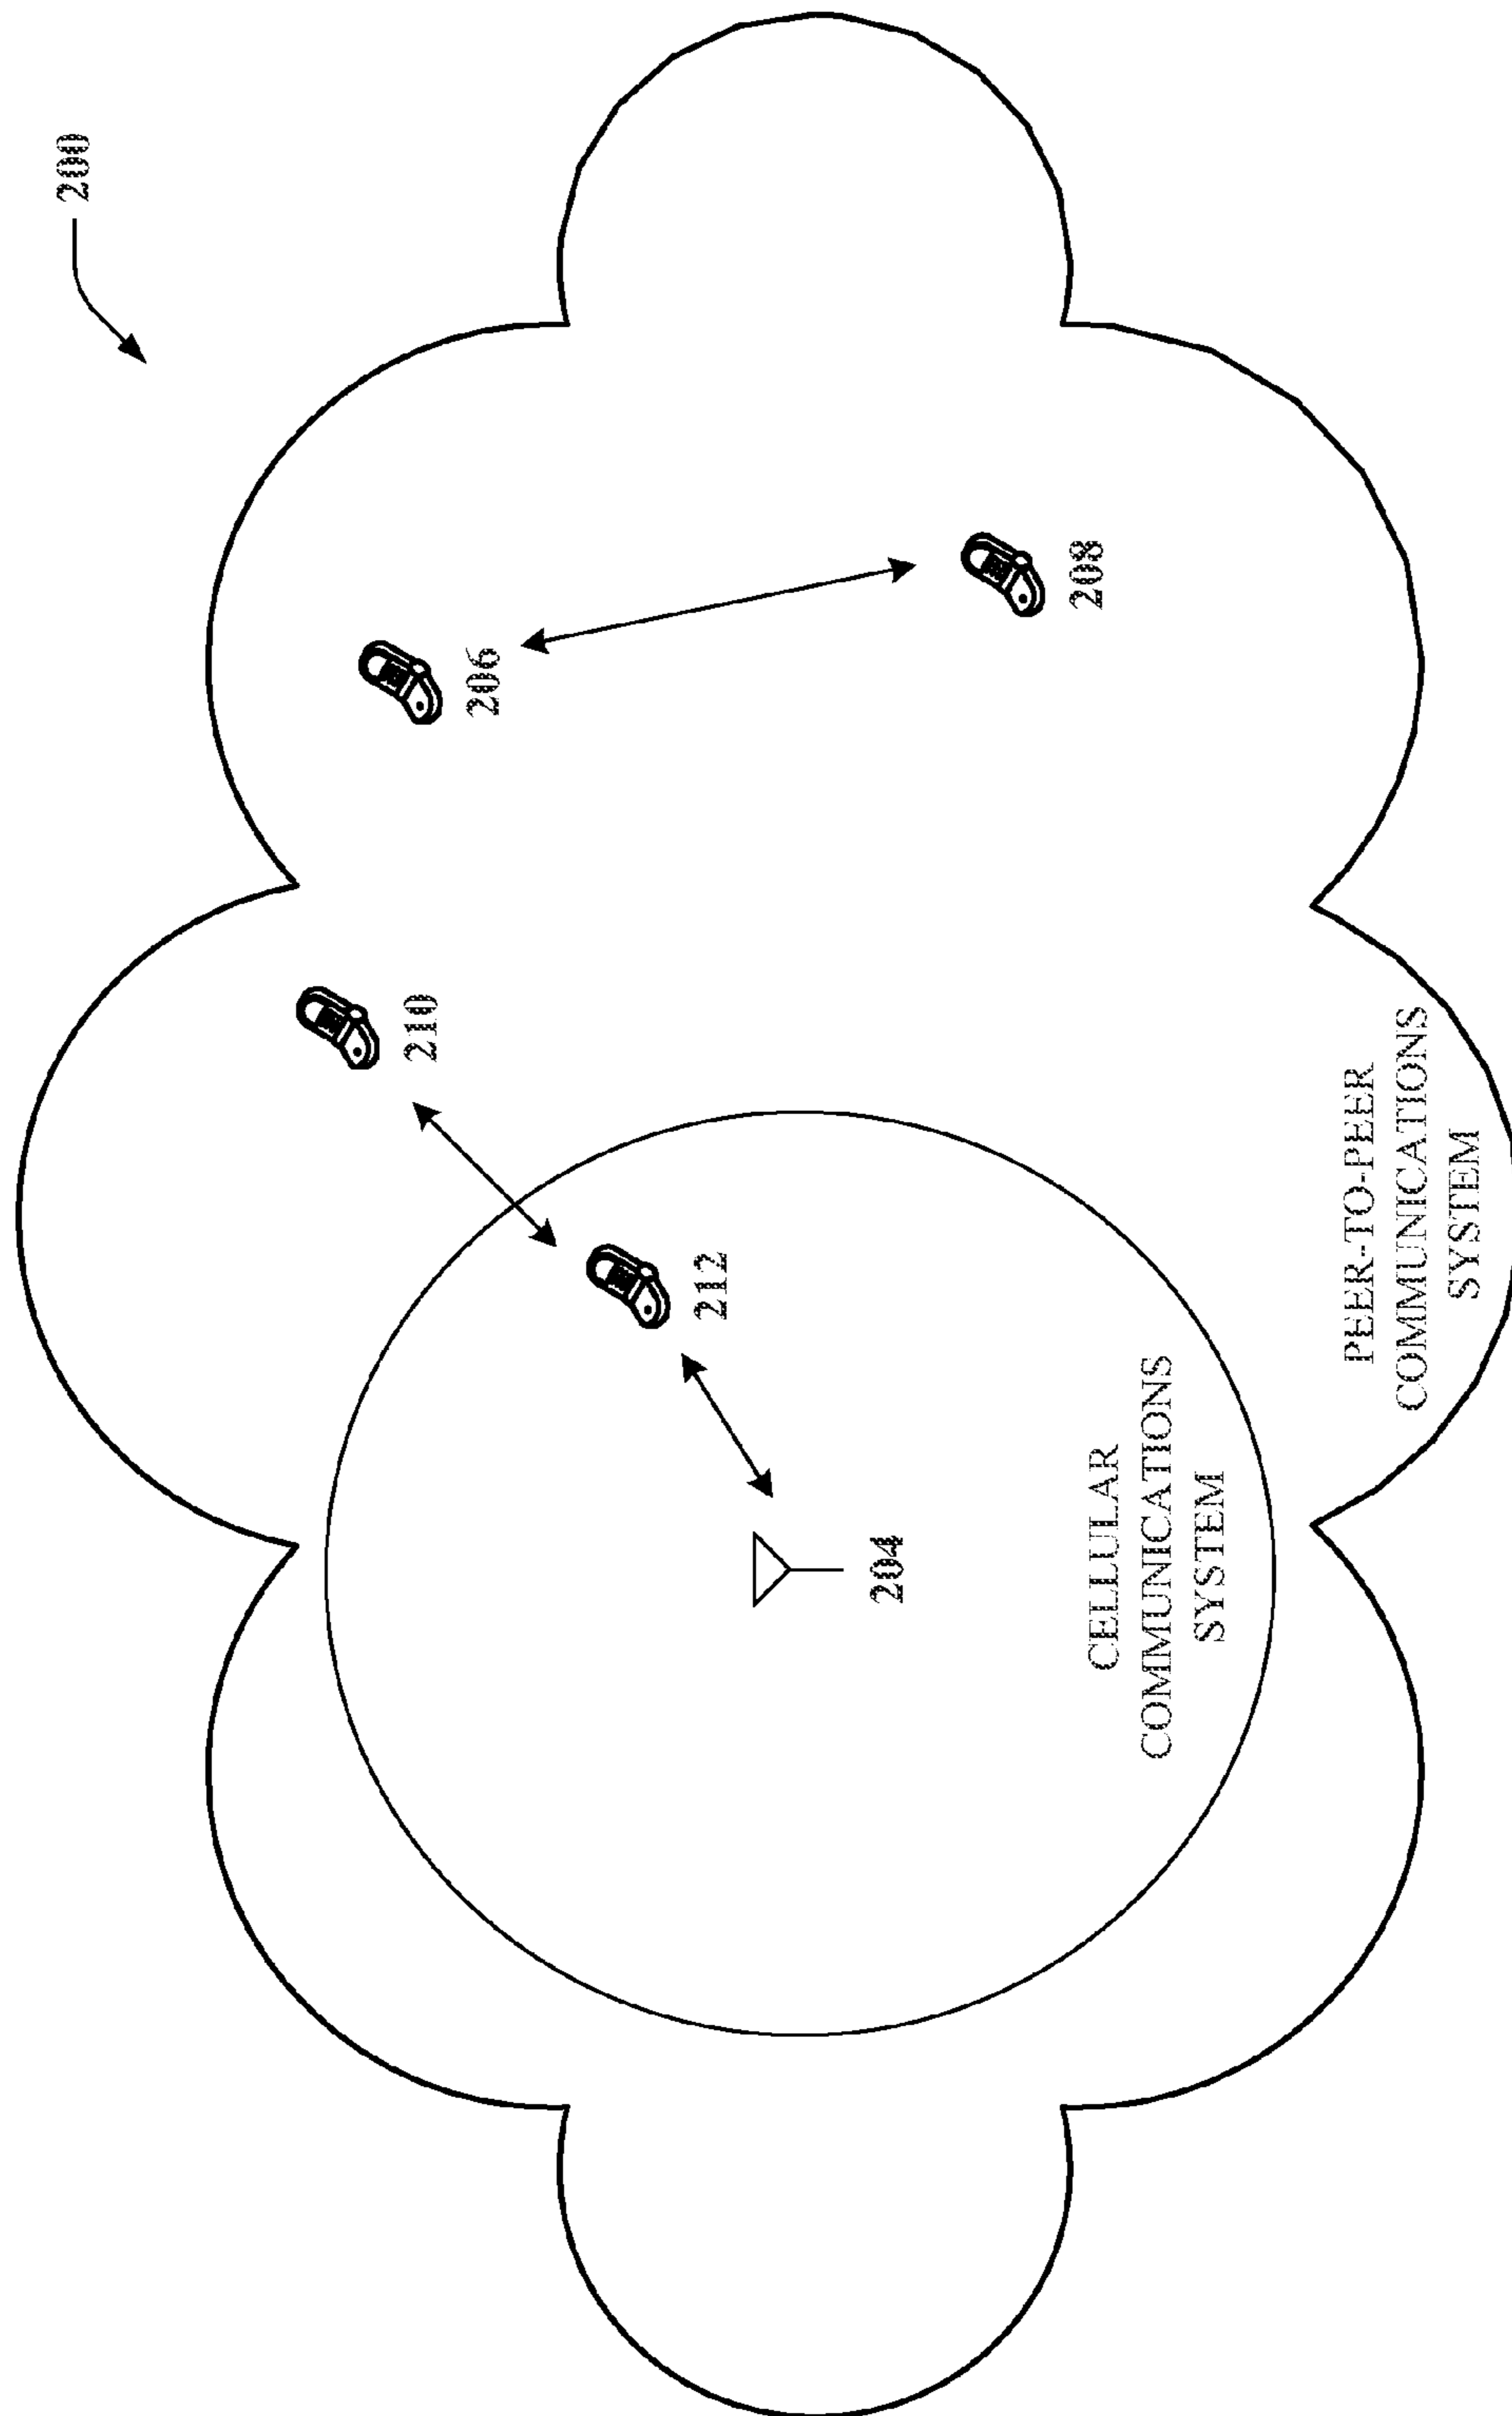 200
206
208
210
212
204
CELLULAR
COMMUNICATIONS
SYSTEM
PEER-TO-PEER
COMMUNICATIONS
SYSTEM